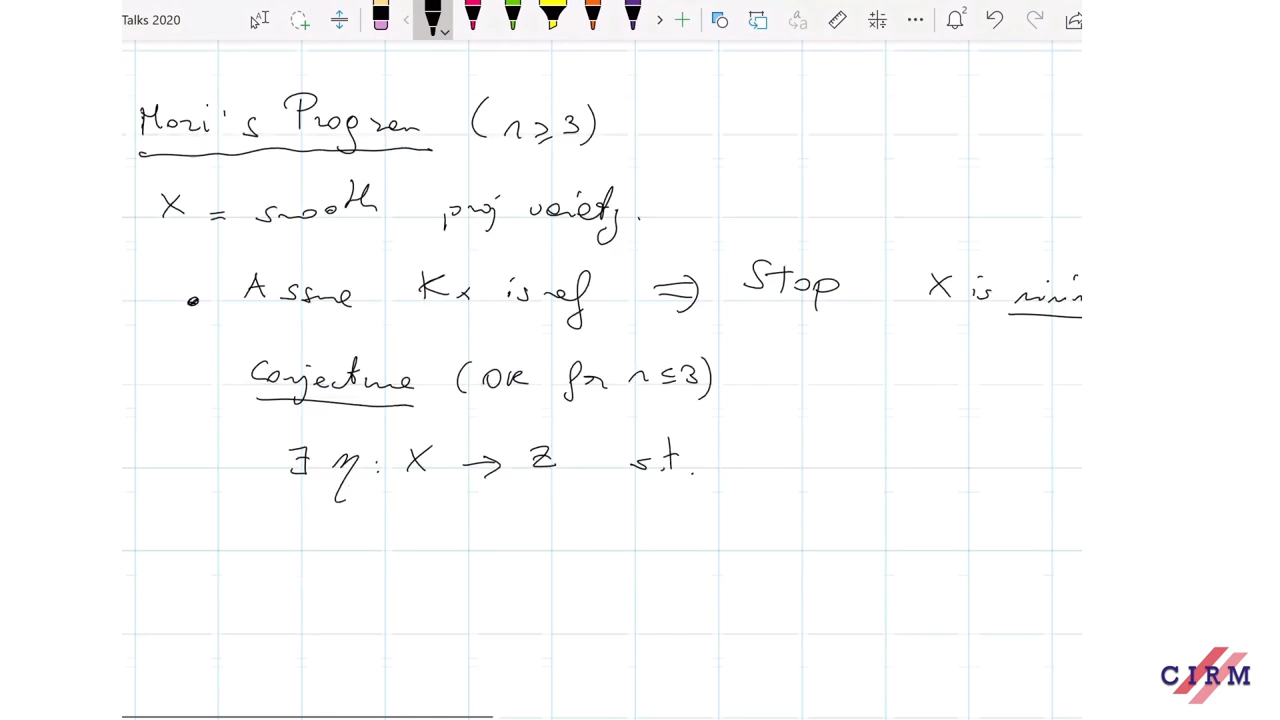 Talks 2020
Mori's Program (n ≥ 3)
X = smooth proj variety.
• Assume Kx is nef ⇒ Stop X is mini
Conjecture (OK for n ≤ 3)
∃ η : X → Z s.t.
CIRM